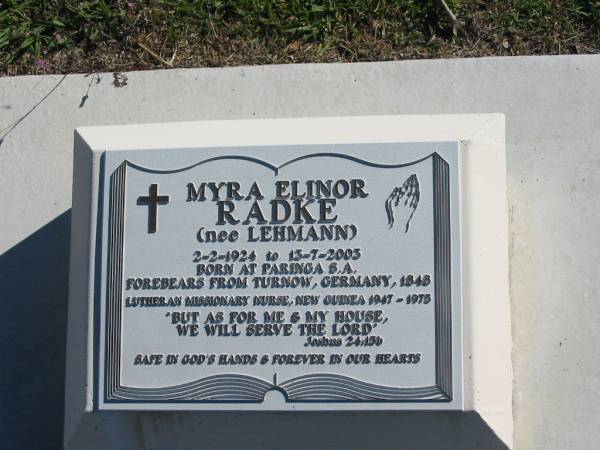 MYRA ELINOR
RADKE
(nee LEHMANN)
2-2-1924 to 13-7-2003
BORN AT PARINGA S.A.
FOREBEARS FROM TURNOW, GERMANY, 1848
LUTHERAN MISSIONARY NURSE, NEW GUINEA 1947 - 1975
"BUT AS FOR ME & MY HOUSE,
WE WILL SERVE THE LORD"
Joshua 24:15b
SAFE IN GOD'S HANDS & FOREVER IN OUR HEARTS